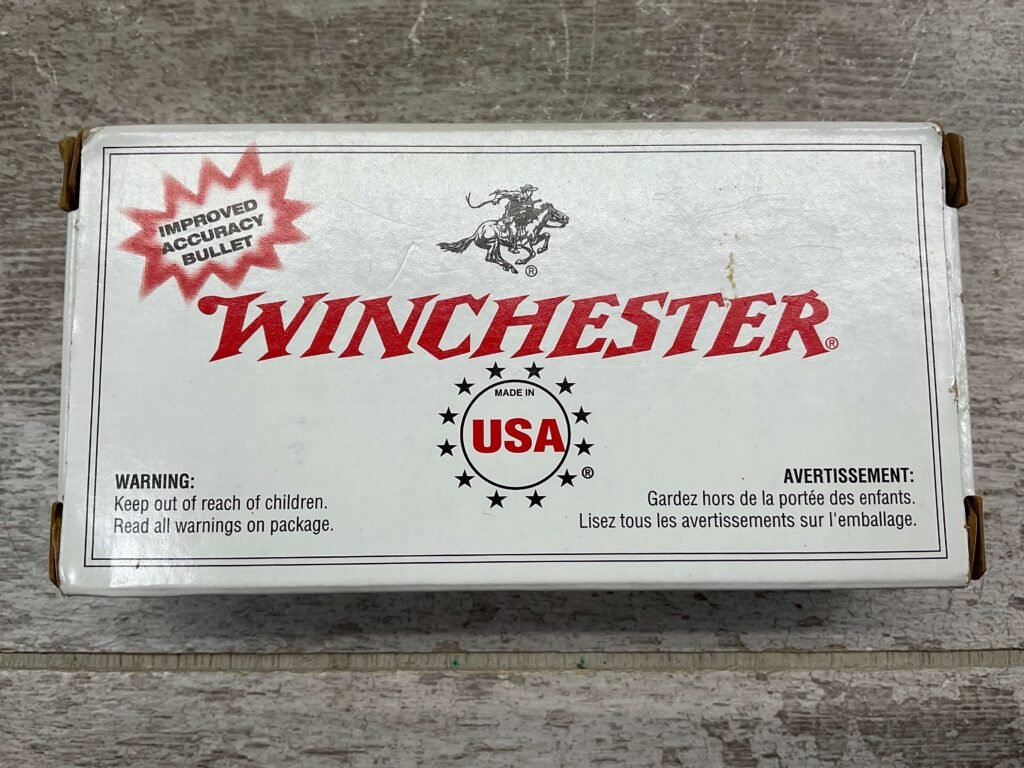 IMPROVED
ACCURACY
BULLET
®
WINCHESTER®
MADE IN
USA
®
WARNING:
Keep out of reach of children.
Read all warnings on package.
AVERTISSEMENT:
Gardez hors de la portée des enfants.
Lisez tous les avertissements sur l'emballage.